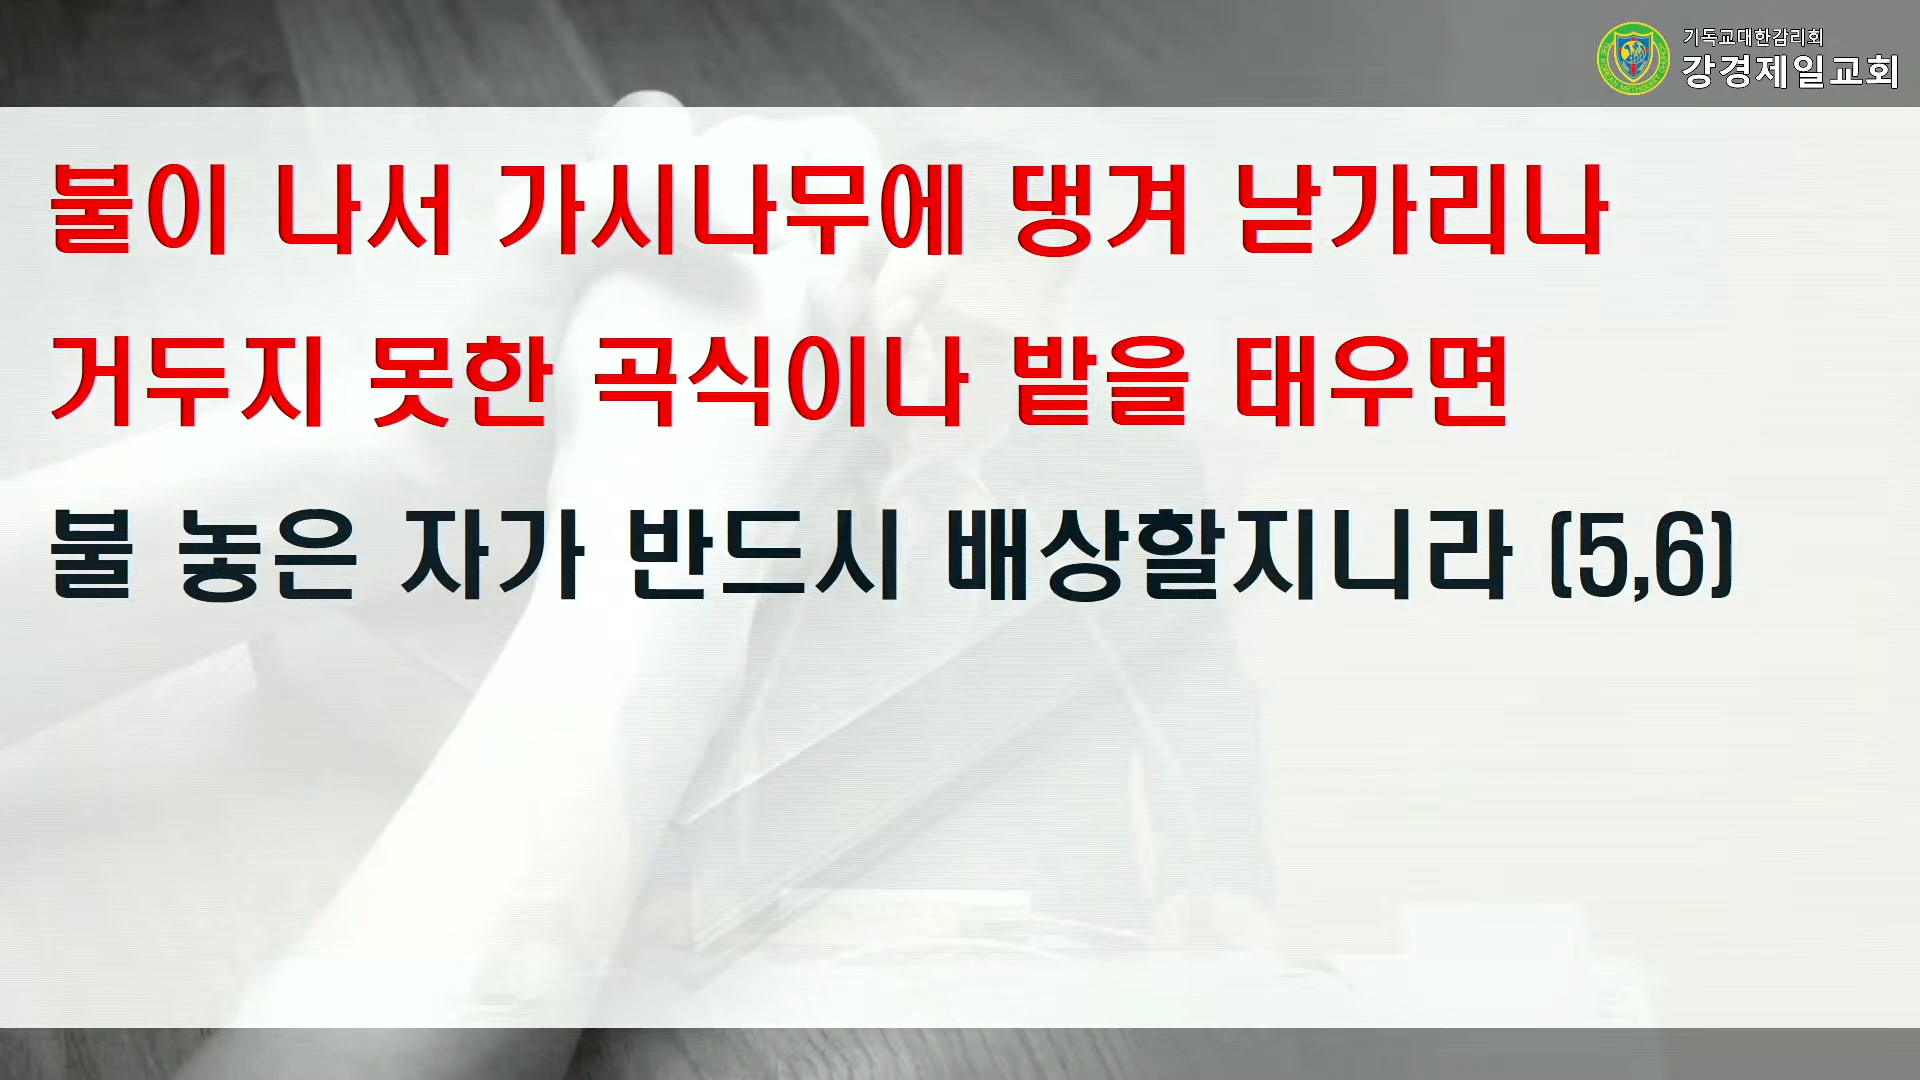 기독교대한감리회
강경제일교회
불이 나서 가시나무에 댕겨 낟가리나
거두지 못한 곡식이나 밭을 태우면
불 놓은 자가 반드시 배상할지니라 (5,6)